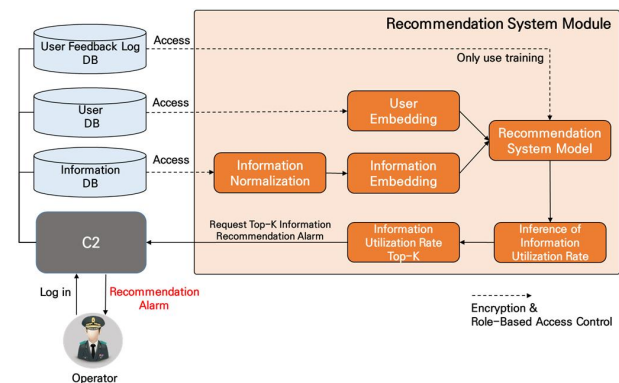 Recommendation System Module
User Feedback Log
DB
Access
Only use training
User
DB
Access
User
Embedding
Recommendation
System Model
Information
DB
Access
Information
Normalization
Information
Embedding
C2
Request Top-K Information
Recommendation Alarm
Information
Utilization Rate
Top-K
Inference of
Information
Utilization Rate
Log in
Recommendation
Alarm
Encryption &
Role-Based Access Control
Operator